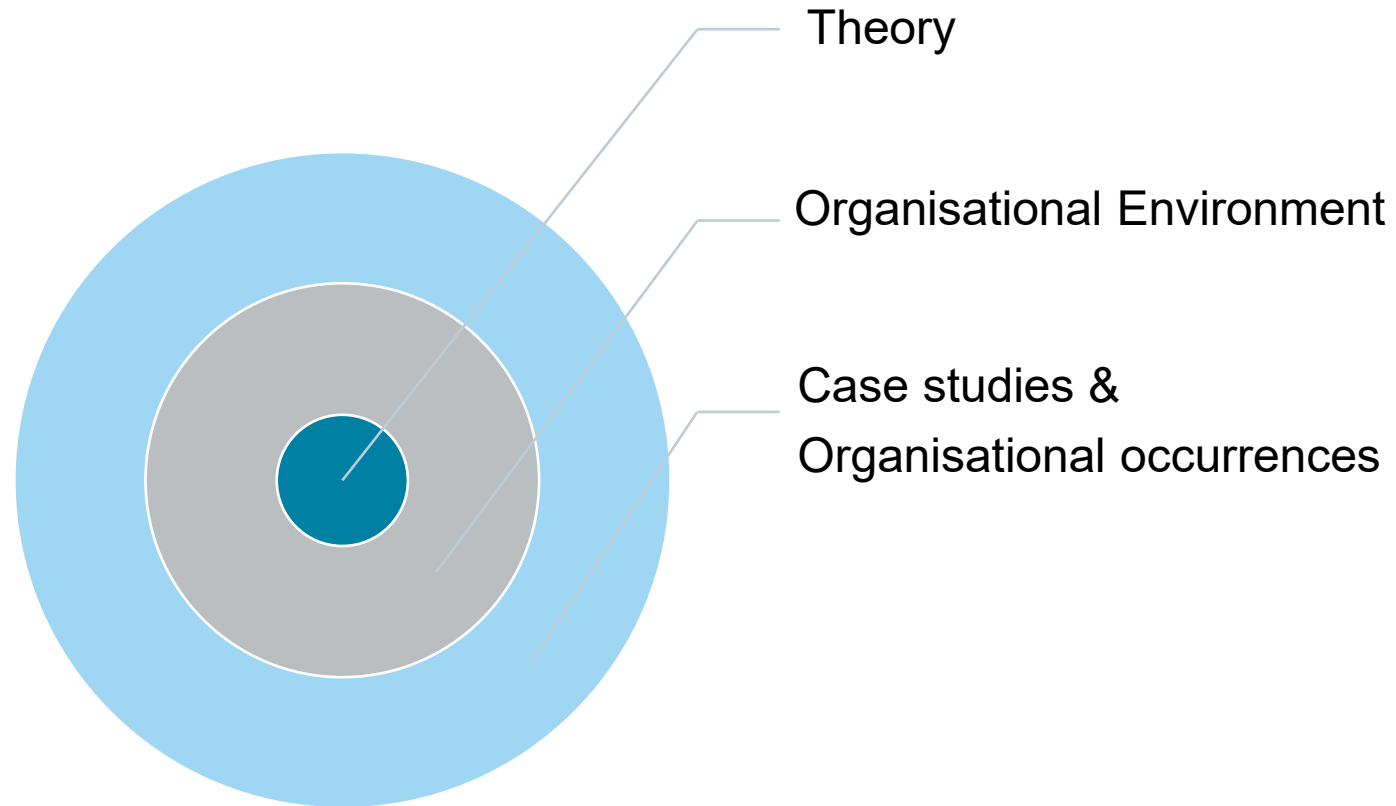 Theory
Organisational Environment
Case studies &
Organisational occurrences